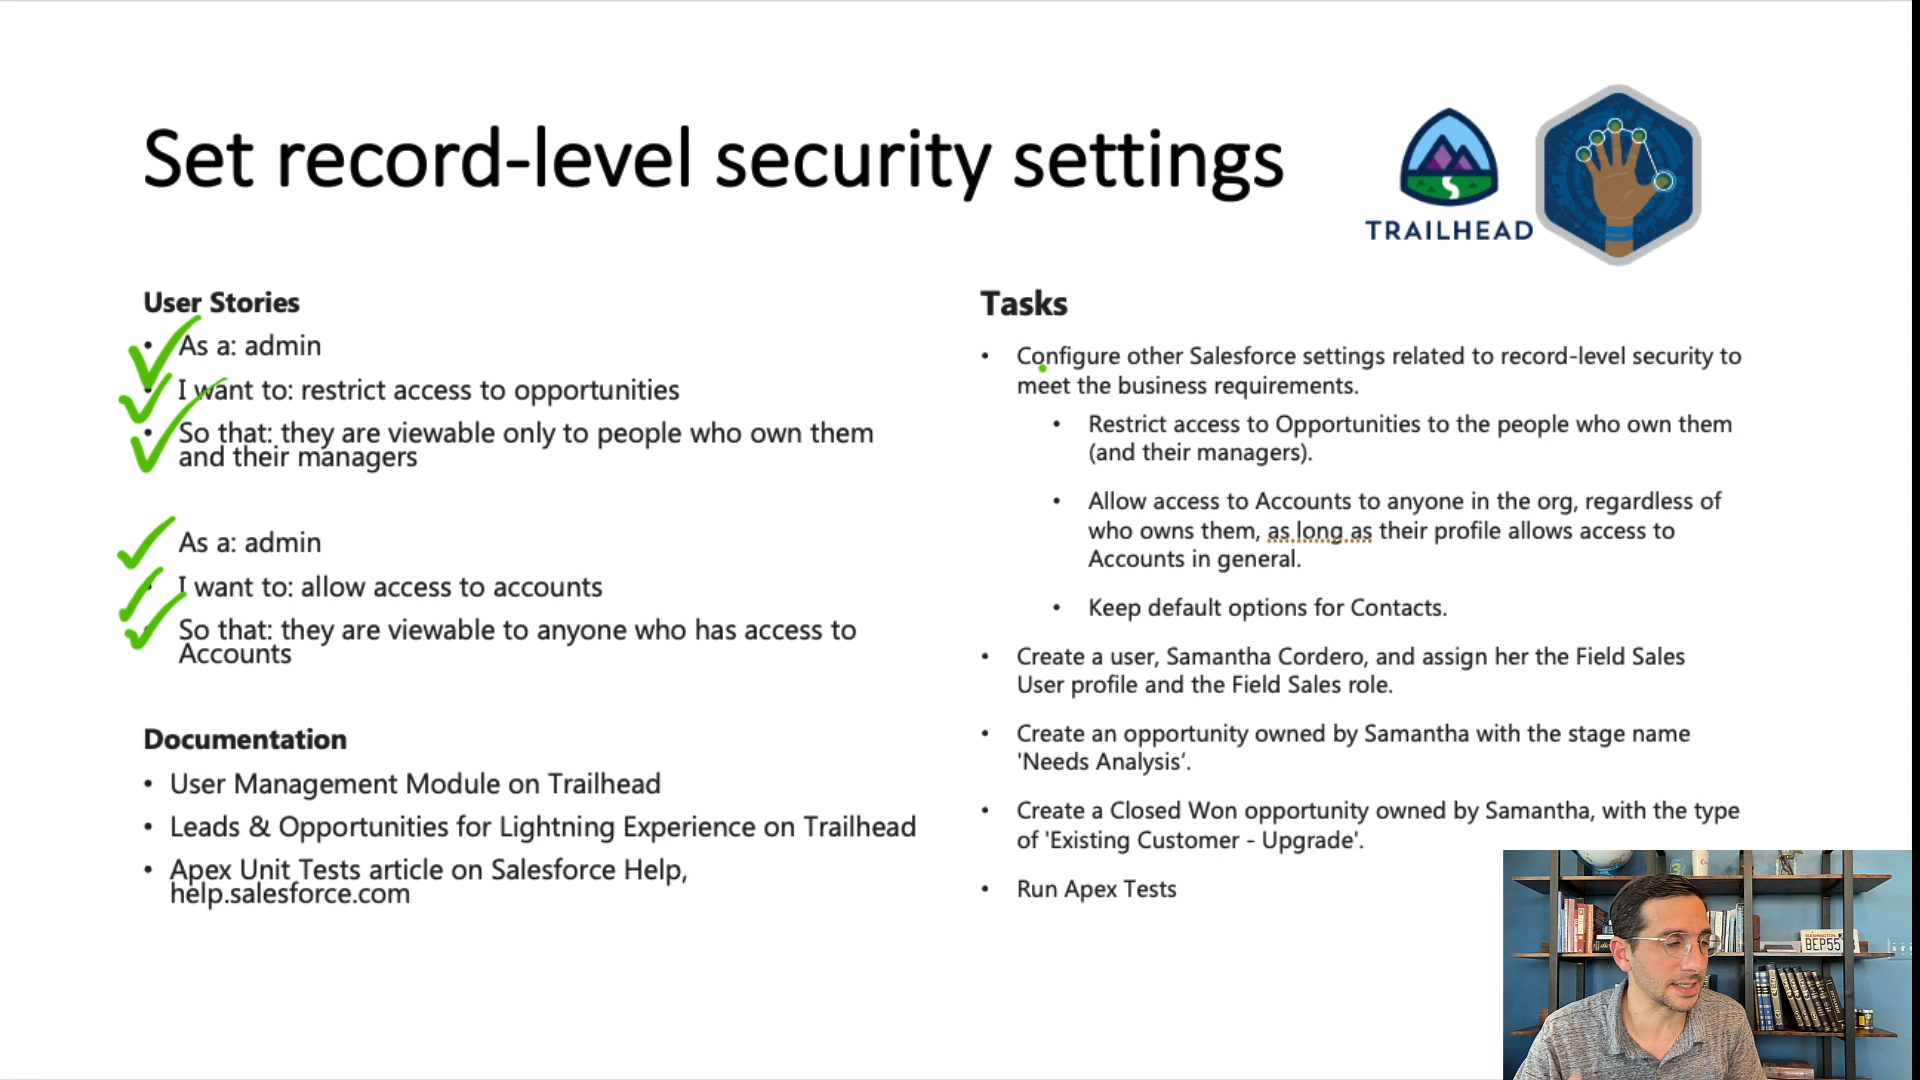 Set record-level security settings
TRAILHEAD
User Stories
• As a: admin
• I want to: restrict access to opportunities
• So that: they are viewable only to people who own them
and their managers
As a: admin
• I want to: allow access to accounts
• So that: they are viewable to anyone who has access to
Accounts
Documentation
• User Management Module on Trailhead
• Leads & Opportunities for Lightning Experience on Trailhead
• Apex Unit Tests article on Salesforce Help,
help.salesforce.com
Tasks
• Configure other Salesforce settings related to record-level security to
meet the business requirements.
• Restrict access to Opportunities to the people who own them
(and their managers).
• Allow access to Accounts to anyone in the org, regardless of
who owns them, as long as their profile allows access to
Accounts in general.
• Keep default options for Contacts.
• Create a user, Samantha Cordero, and assign her the Field Sales
User profile and the Field Sales role.
• Create an opportunity owned by Samantha with the stage name
'Needs Analysis‘.
• Create a Closed Won opportunity owned by Samantha, with the type
of 'Existing Customer - Upgrade'.
• Run Apex Tests
BEP55